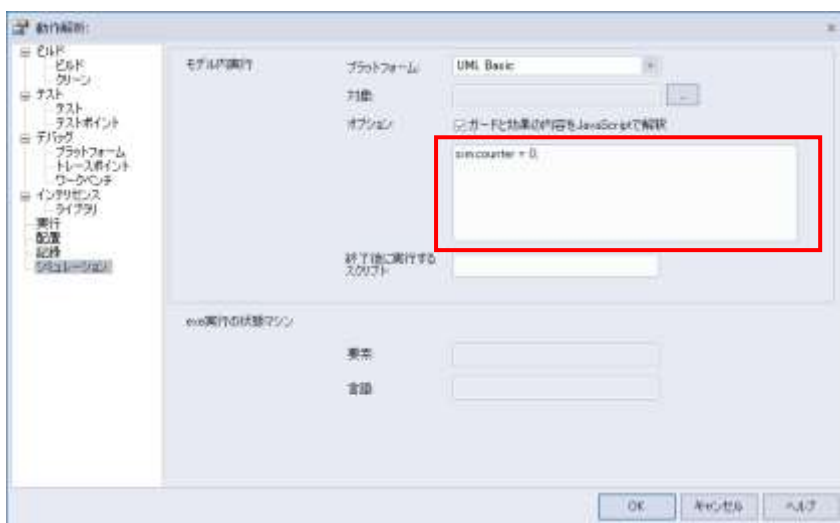 動作解析:
ビルド
ビルド
クリーン
テスト
テスト
テストポイント
デバッグ
プラットフォーム
トレースポイント
ワークベンチ
インテリセンス
ライブラリ
実行
配置
記録
シミュレーション
モデル内実行
プラットフォーム
UML Basic
対象
...
オプション
ガードと効果の内容をJavaScriptで解釈
sim.counter = 0;
終了後に実行する
スクリプト
exe実行の状態マシン
要素
言語
OK
キャンセル
ヘルプ